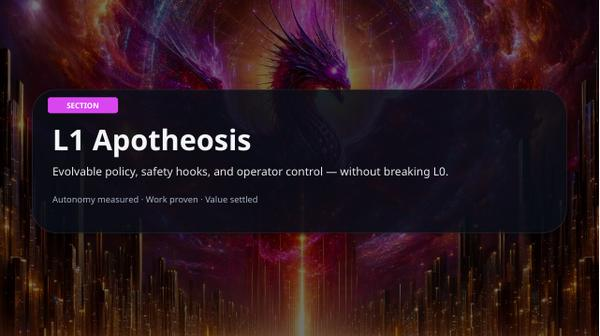 SECTION
L1 Apotheosis
Evolvable policy, safety hooks, and operator control — without breaking L0.
Autonomy measured · Work proven · Value settled